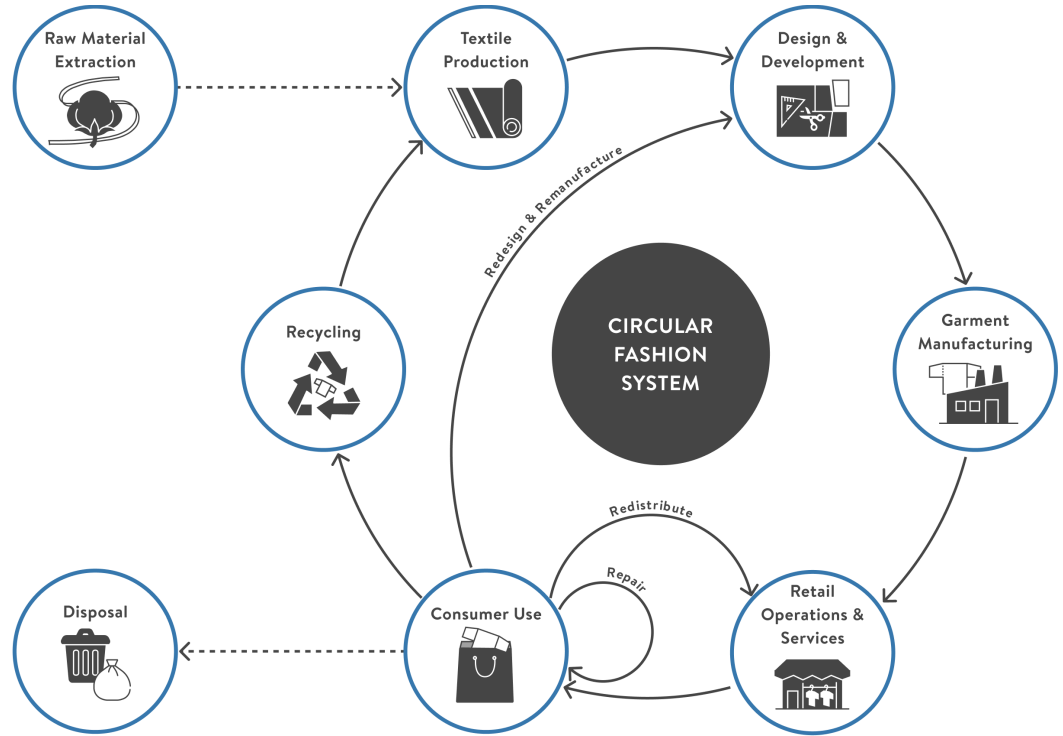 Raw Material
Extraction
Textile
Production
Design &
Development
Redesign & Remanufacture
CIRCULAR
FASHION
SYSTEM
Recycling
Garment
Manufacturing
Redistribute
Repair
Disposal
Consumer Use
Retail
Operations &
Services